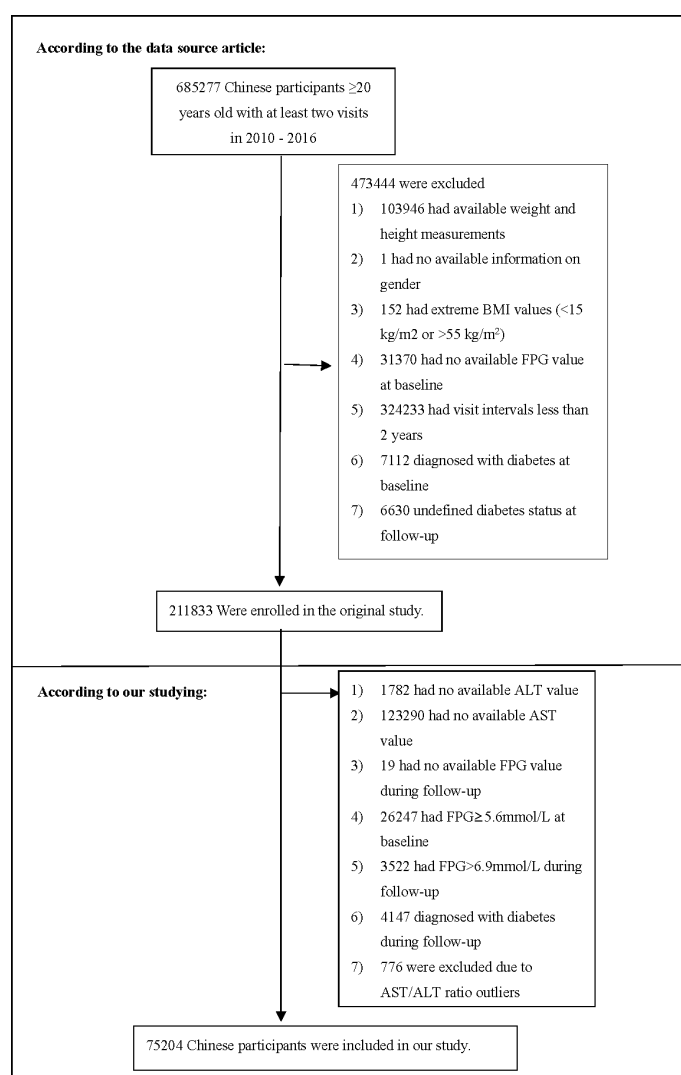 According to the data source article:
685277 Chinese participants ≥20
years old with at least two visits
in 2010 - 2016
473444 were excluded
1) 103946 had available weight and
height measurements
2) 1 had no available information on
gender
3) 152 had extreme BMI values (<15
kg/m2 or >55 kg/m²)
4) 31370 had no available FPG value
at baseline
5) 324233 had visit intervals less than
2 years
6) 7112 diagnosed with diabetes at
baseline
7) 6630 undefined diabetes status at
follow-up
211833 Were enrolled in the original study.
According to our studying:
1) 1782 had no available ALT value
2) 123290 had no available AST
value
3) 19 had no available FPG value
during follow-up
4) 26247 had FPG≥5.6mmol/L at
baseline
5) 3522 had FPG>6.9mmol/L during
follow-up
6) 4147 diagnosed with diabetes
during follow-up
7) 776 were excluded due to
AST/ALT ratio outliers
75204 Chinese participants were included in our study.